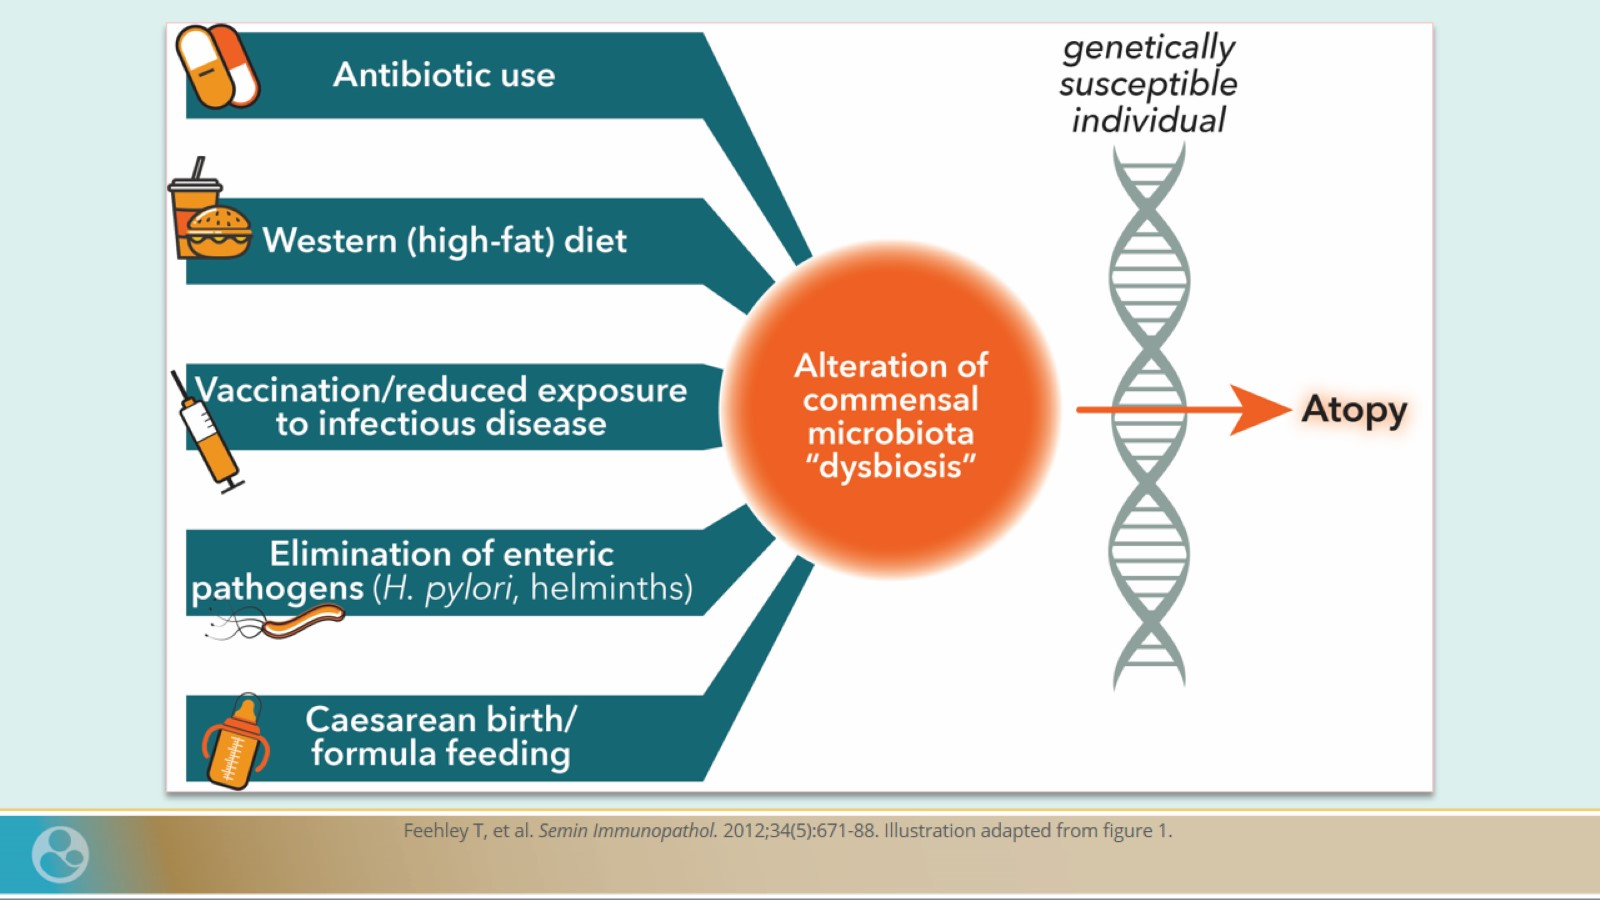 Antibiotic use
Western (high-fat) diet
Vaccination/reduced exposure
to infectious disease
Elimination of enteric
pathogens (H. pylori, helminths)
Caesarean birth/
formula feeding
Alteration of
commensal
microbiota
“dysbiosis”
genetically
susceptible
individual
Atopy
Feehley T, et al. Semin Immunopathol. 2012;34(5):671-88. Illustration adapted from figure 1.